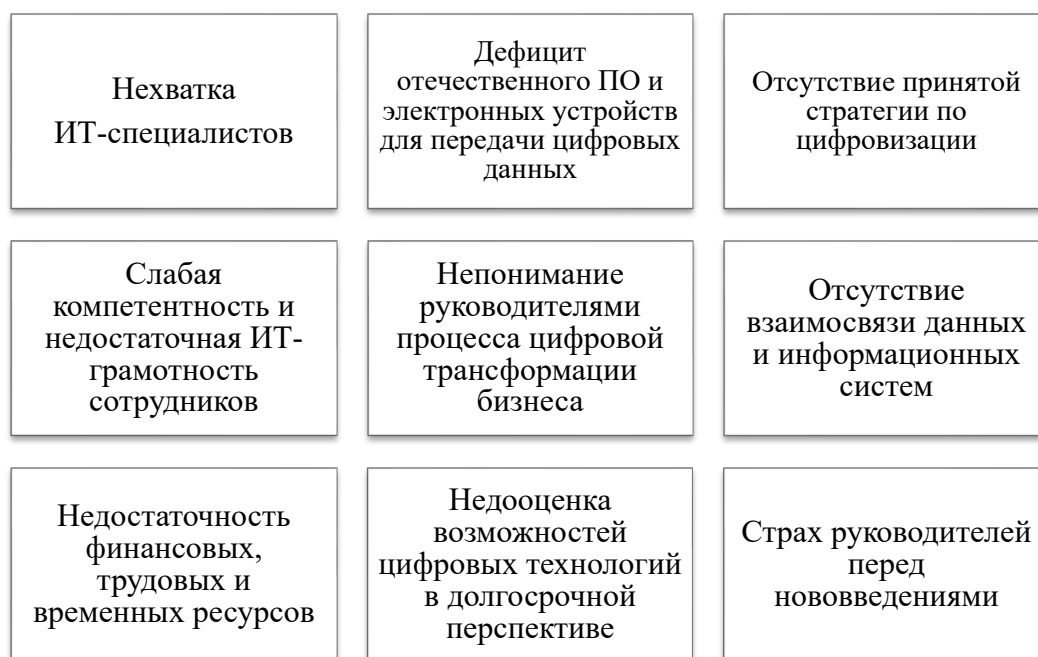 Нехватка
ИТ-специалистов
Дефицит
отечественного ПО и
электронных устройств
для передачи цифровых
данных
Отсутствие принятой
стратегии по
цифровизации
Слабая
компетентность и
недостаточная ИТ-
грамотность
сотрудников
Непонимание
руководителями
процесса цифровой
трансформации
бизнеса
Отсутствие
взаимосвязи данных
и информационных
систем
Недостаточность
финансовых,
трудовых и
временных ресурсов
Недооценка
возможностей
цифровых технологий
в долгосрочной
перспективе
Страх руководителей
перед
нововведениями